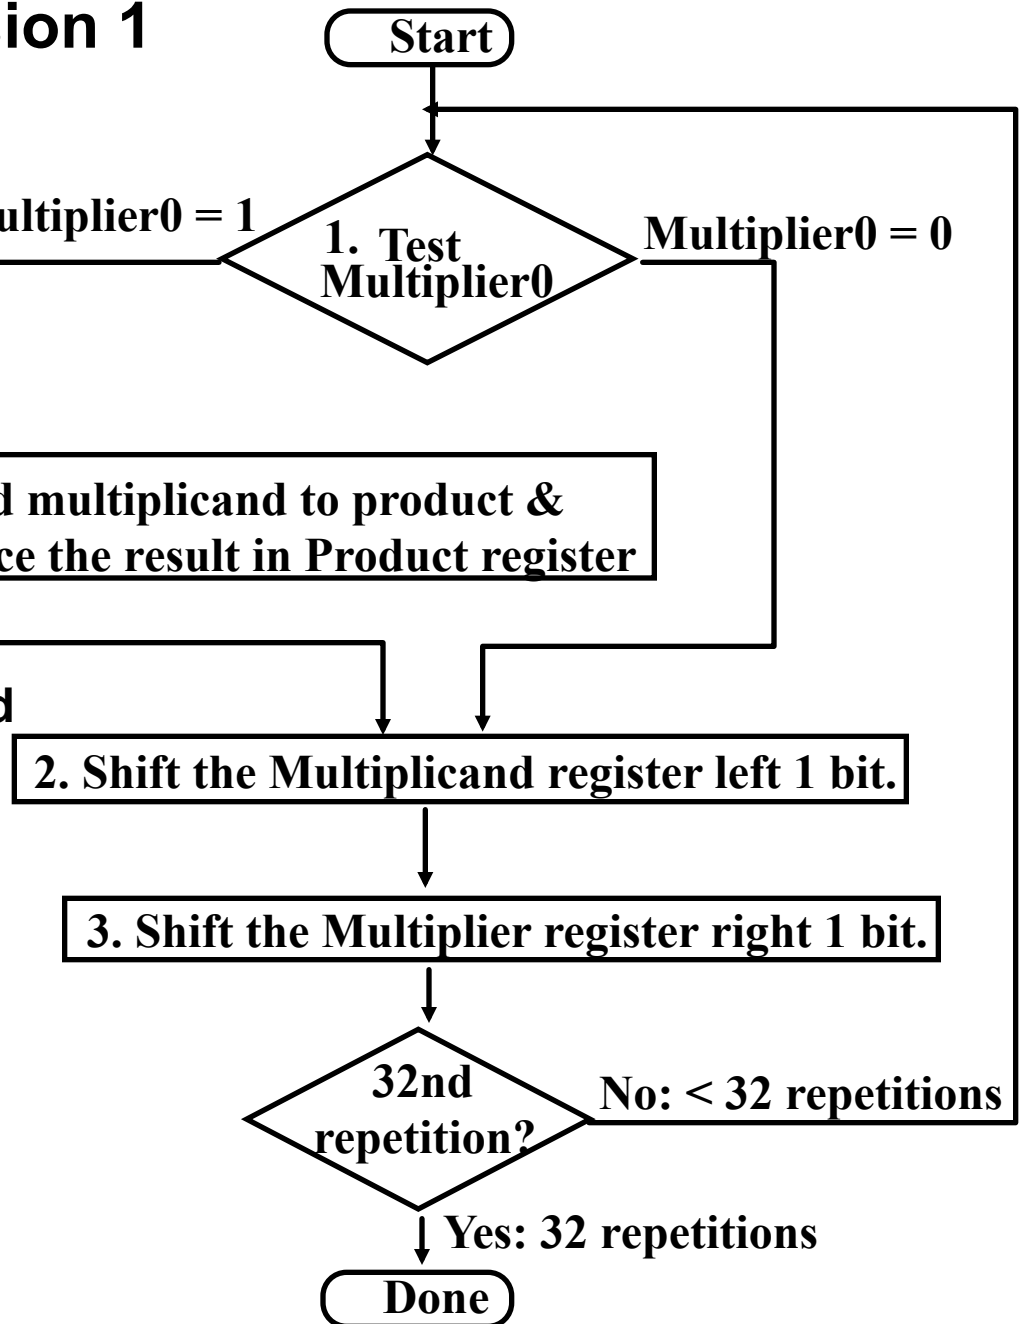 sion 1
Start
ultiplier0 = 1
1. Test
Multiplier0
Multiplier0 = 0
d multiplicand to product &
ce the result in Product register
d
2. Shift the Multiplicand register left 1 bit.
3. Shift the Multiplier register right 1 bit.
32nd
repetition?
No: < 32 repetitions
Yes: 32 repetitions
Done